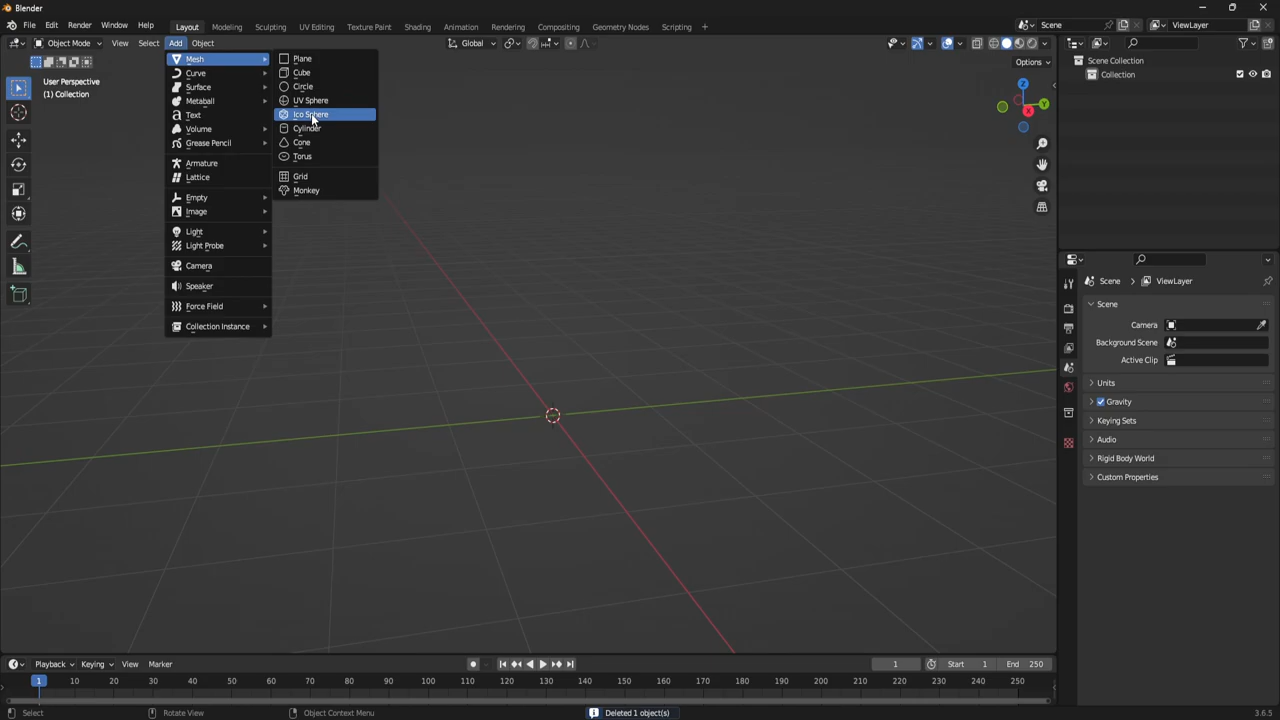 Blender
File Edit Render Window Help Layout Modeling Sculpting UV Editing Texture Paint Shading Animation Rendering Compositing Geometry Nodes Scripting + Scene ViewLayer
Object Mode View Select Add Object Global
Options
User Perspective
(1) Collection
Mesh
Curve
Surface
Metaball
Text
Volume
Grease Pencil
Armature
Lattice
Empty
Image
Light
Light Probe
Camera
Speaker
Force Field
Collection Instance
Plane
Cube
Circle
UV Sphere
Ico Sphere
Cylinder
Cone
Torus
Grid
Monkey
Z
Y
X
Scene Collection
Collection
Scene ViewLayer
Scene
Camera
Background Scene
Active Clip
Units
Gravity
Keying Sets
Audio
Rigid Body World
Custom Properties
Playback Keying View Marker 1 Start 1 End 250
1 10 20 30 40 50 60 70 80 90 100 110 120 130 140 150 160 170 180 190 200 210 220 230 240 250
Select Rotate View Object Context Menu Deleted 1 object(s) 3.6.5